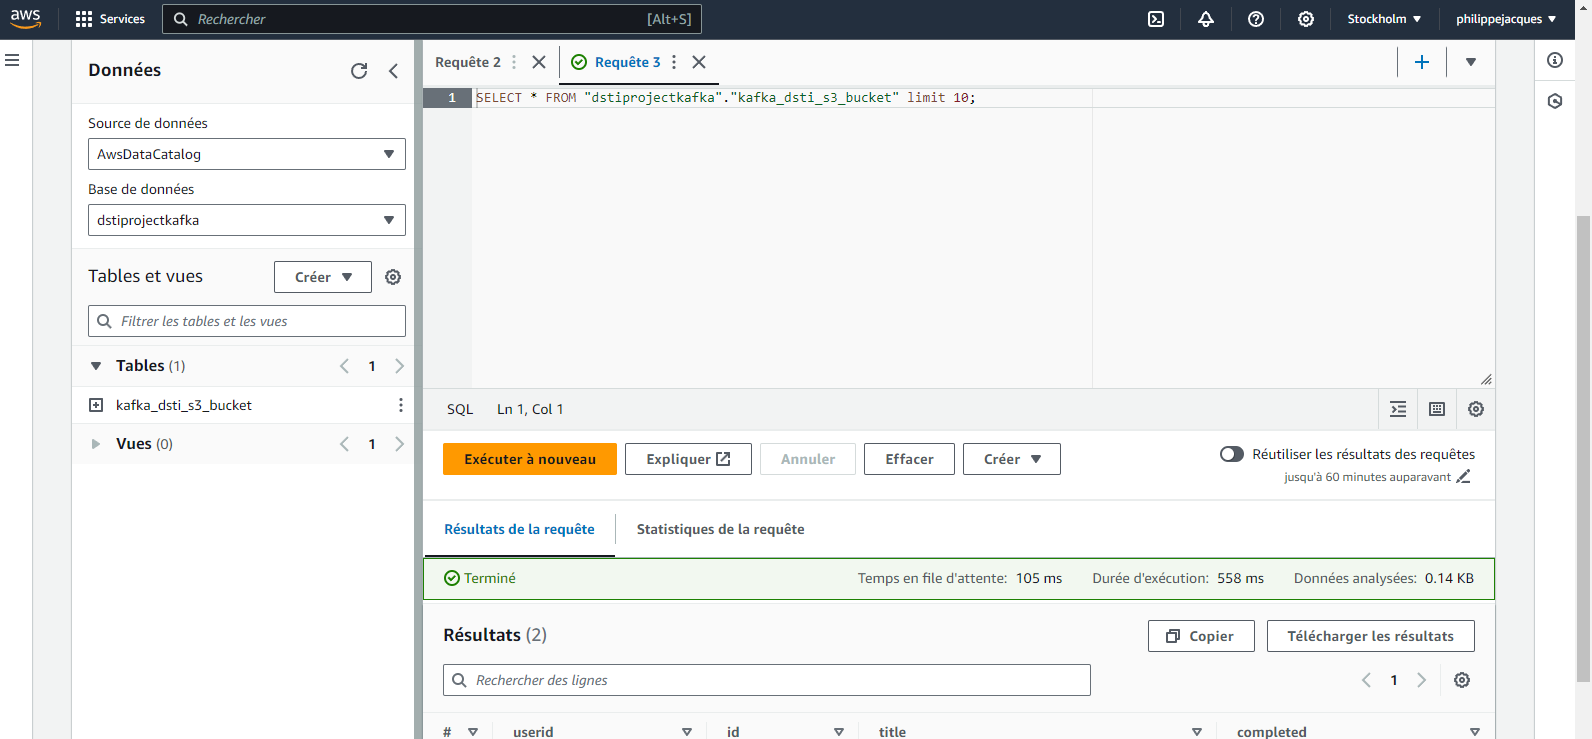 aws Services Rechercher [Alt+S] Stockholm philippejacques
Données
Source de données
AwsDataCatalog
Base de données
dstiprojectkafka
Tables et vues Créer
Filtrer les tables et les vues
Tables (1) 1
kafka_dsti_s3_bucket
Vues (0) 1
Requête 2 Requête 3
1 SELECT * FROM "dstiprojectkafka"."kafka_dsti_s3_bucket" limit 10;
SQL Ln 1, Col 1
Exécuter à nouveau Expliquer Annuler Effacer Créer Réutiliser les résultats des requêtes
jusqu'à 60 minutes auparavant
Résultats de la requête Statistiques de la requête
Terminé Temps en file d'attente: 105 ms Durée d'exécution: 558 ms Données analysées: 0.14 KB
Résultats (2) Copier Télécharger les résultats
Rechercher des lignes 1
# userid id title completed